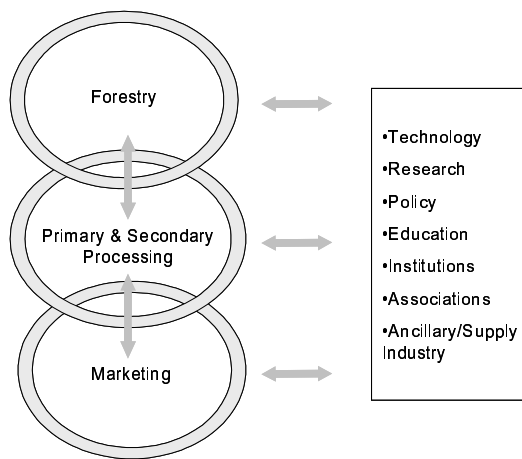 Forestry
Primary & Secondary
Processing
Marketing
•Technology
•Research
•Policy
•Education
•Institutions
•Associations
•Ancillary/Supply
Industry